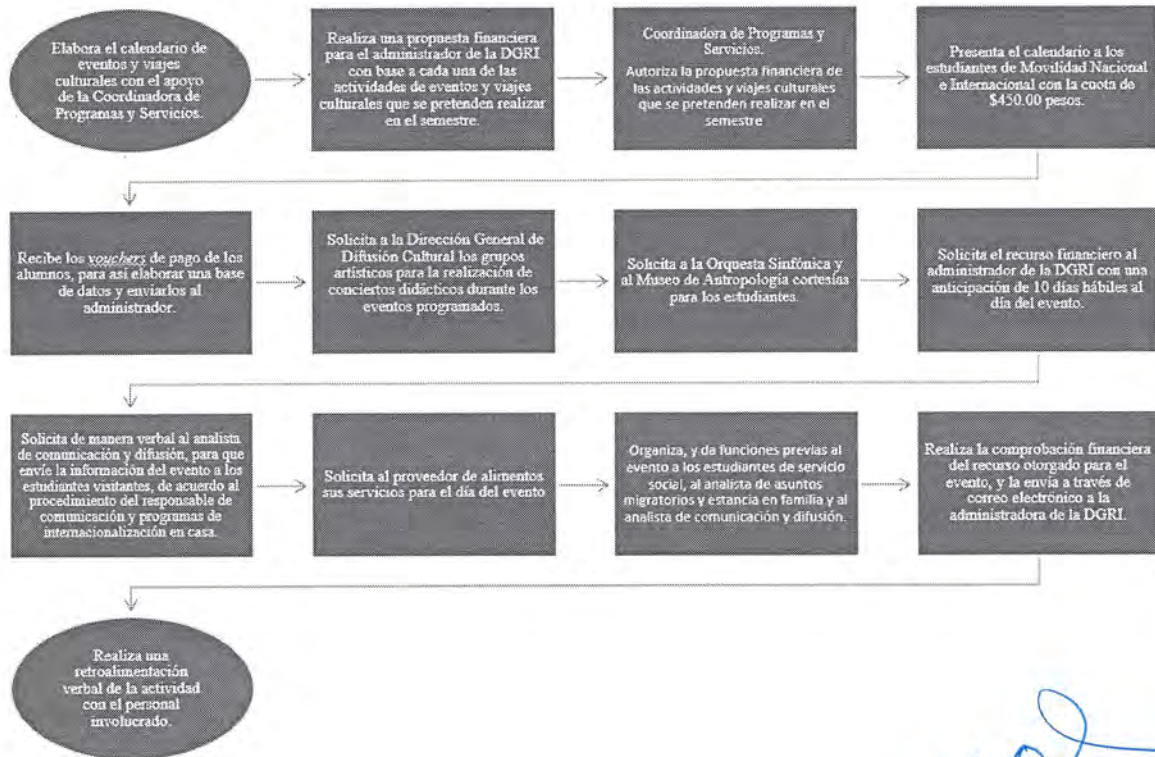 Elabora el calendario de
eventos y viajes
culturales con el apoyo
de la Coordinadora de
Programas y Servicios.
Realiza una propuesta financiera
para el administrador de la DGRI
con base a cada una de las
actividades de eventos y viajes
culturales que se pretenden realizar
en el semestre.
Coordinadora de Programas y
Servicios.
Autoriza la propuesta financiera de
las actividades y viajes culturales
que se pretenden realizar en el
semestre
Presenta el calendario a los
estudiantes de Movilidad Nacional
e Internacional con la cuota de
$450.00 pesos.
Recibe los vouchers de pago de los
alumnos, para así elaborar una base
de datos y enviarlos al
administrador.
Solicita a la Dirección General de
Difusión Cultural los grupos
artísticos para la realización de
conciertos didácticos durante los
eventos programados.
Solicita a la Orquesta Sinfónica y
al Museo de Antropología cortesías
para los estudiantes.
Solicita el recurso financiero al
administrador de la DGRI con una
anticipación de 10 días hábiles al
día del evento.
Solicita de manera verbal al analista
de comunicación y difusión, para que
envíe la información del evento a los
estudiantes visitantes, de acuerdo al
procedimiento del responsable de
comunicación y programas de
internacionalización en casa.
Solicita al proveedor de alimentos
sus servicios para el día del evento
Organiza, y da funciones previas al
evento a los estudiantes de servicio
social, al analista de asuntos
migratorios y estancia en familia y al
analista de comunicación y difusión.
Realiza la comprobación financiera
del recurso otorgado para el
evento, y la envía a través de
correo electrónico a la
administradora de la DGRI.
Realiza una
retroalimentación
verbal de la actividad
con el personal
involucrado.